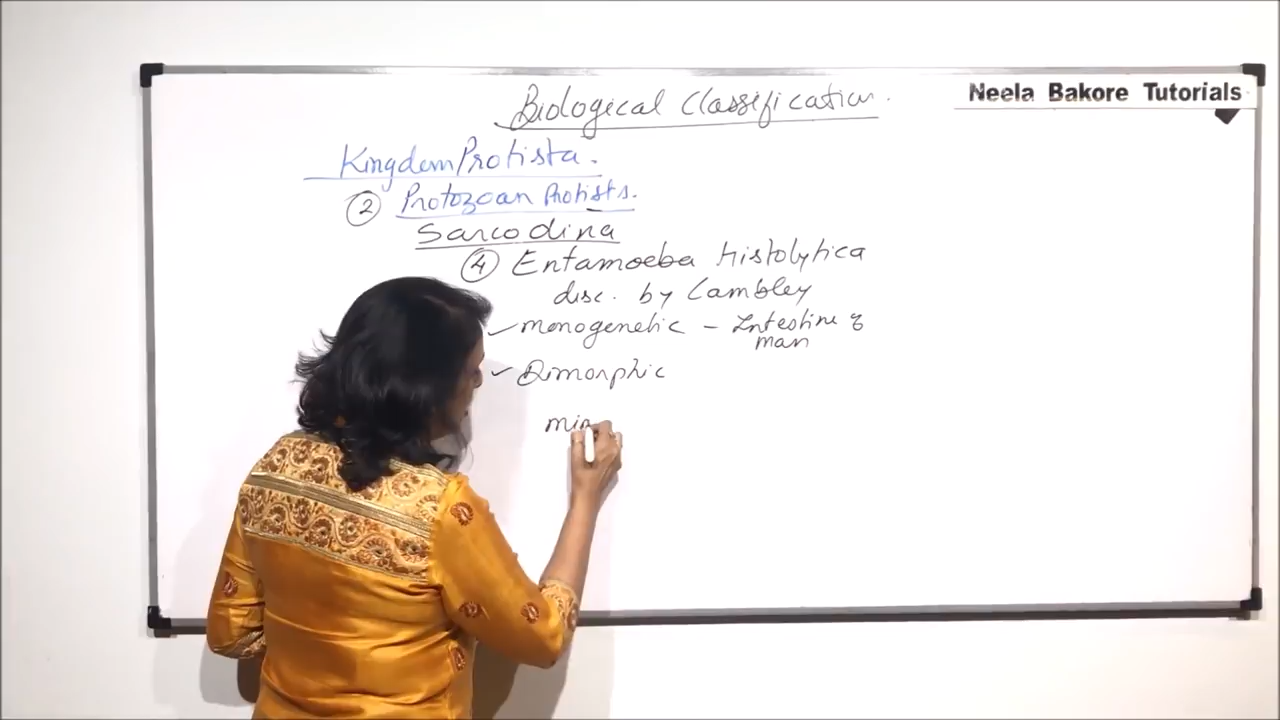 Biological Classification.
Neela Bakore Tutorials
Kingdom Protista.
② Protozoan Protists.
Sarcodina
④ Entamoeba histolytica
disc. by Lambley
✓ monogenetic - Intestine of
man
✓ Dimorphic
min